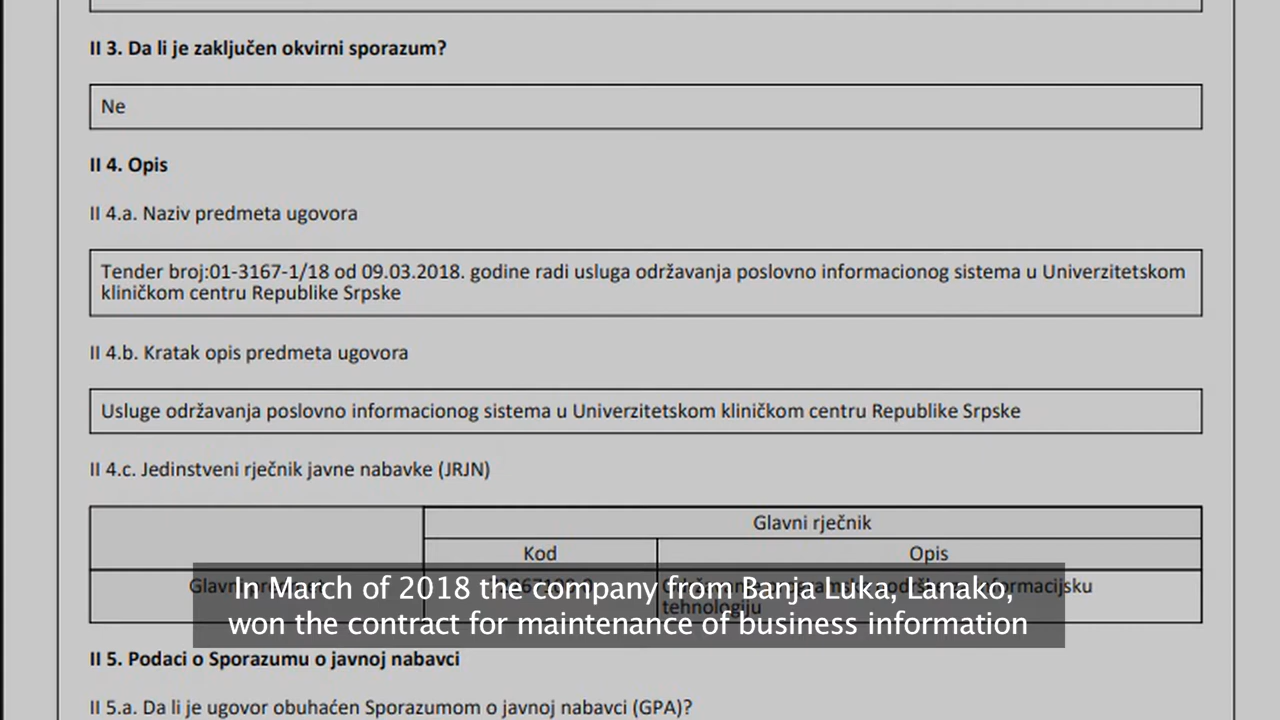 II 3. Da li je zaključen okvirni sporazum?
Ne
II 4. Opis
II 4.a. Naziv predmeta ugovora
Tender broj:01-3167-1/18 od 09.03.2018. godine radi usluga održavanja poslovno informacionog sistema u Univerzitetskom
kliničkom centru Republike Srpske
II 4.b. Kratak opis predmeta ugovora
Usluge održavanja poslovno informacionog sistema u Univerzitetskom kliničkom centru Republike Srpske
II 4.c. Jedinstveni rječnik javne nabavke (JRJN)
Glavni rječnik
Kod Opis
tehnologiju
In March of 2018 the company from Banja Luka, Lanako,
won the contract for maintenance of business information
II 5. Podaci o Sporazumu o javnoj nabavci
II 5.a. Da li je ugovor obuhaćen Sporazumom o javnoj nabavci (GPA)?